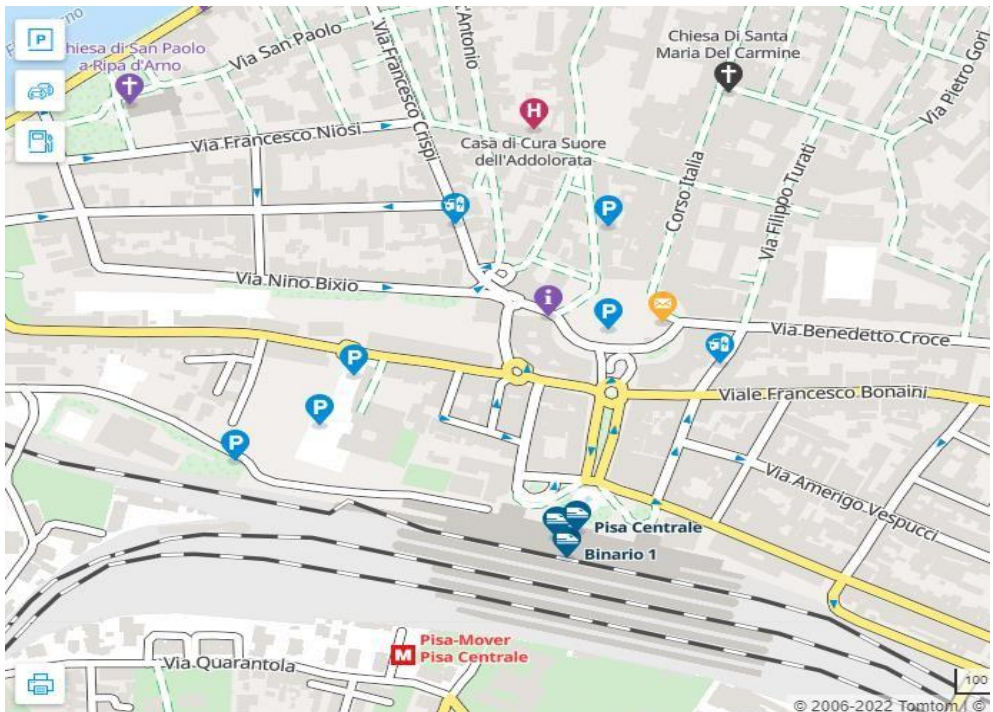 P
Chiesa di San Paolo
a Ripa d'Arno
Via San Paolo
Via Francesco Crispi
d'Antonio
Chiesa Di Santa
Maria Del Carmine
Via Pietro Gori
H
Casa di Cura Suore
dell'Addolorata
Via Francesco Niosi
Corso Italia
Via Filippo Turati
P
Via Nino Bixio
i
P
Via Benedetto Croce
P
Viale Francesco Bonaini
P
P
Via Amerigo Vespucci
Pisa Centrale
Binario 1
M
Pisa-Mover
Pisa Centrale
Via Quarantola
100
© 2006-2022 Tomtom | ©